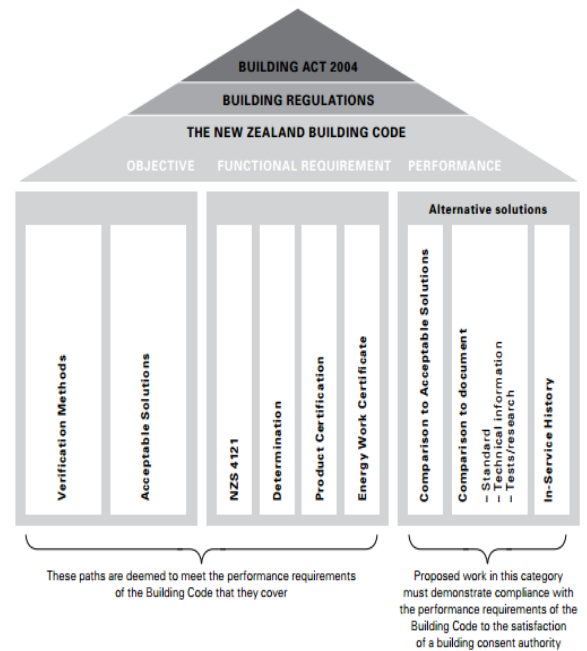 BUILDING ACT 2004
BUILDING REGULATIONS
THE NEW ZEALAND BUILDING CODE
OBJECTIVE FUNCTIONAL REQUIREMENT PERFORMANCE
Alternative solutions
Verification Methods
Acceptable Solutions
NZS 4121
Determination
Product Certification
Energy Work Certificate
Comparison to Acceptable Solutions
Comparison to document
– Standard
– Technical information
– Tests/research
In-Service History
These paths are deemed to meet the performance requirements
of the Building Code that they cover
Proposed work in this category
must demonstrate compliance with
the performance requirements of the
Building Code to the satisfaction
of a building consent authority